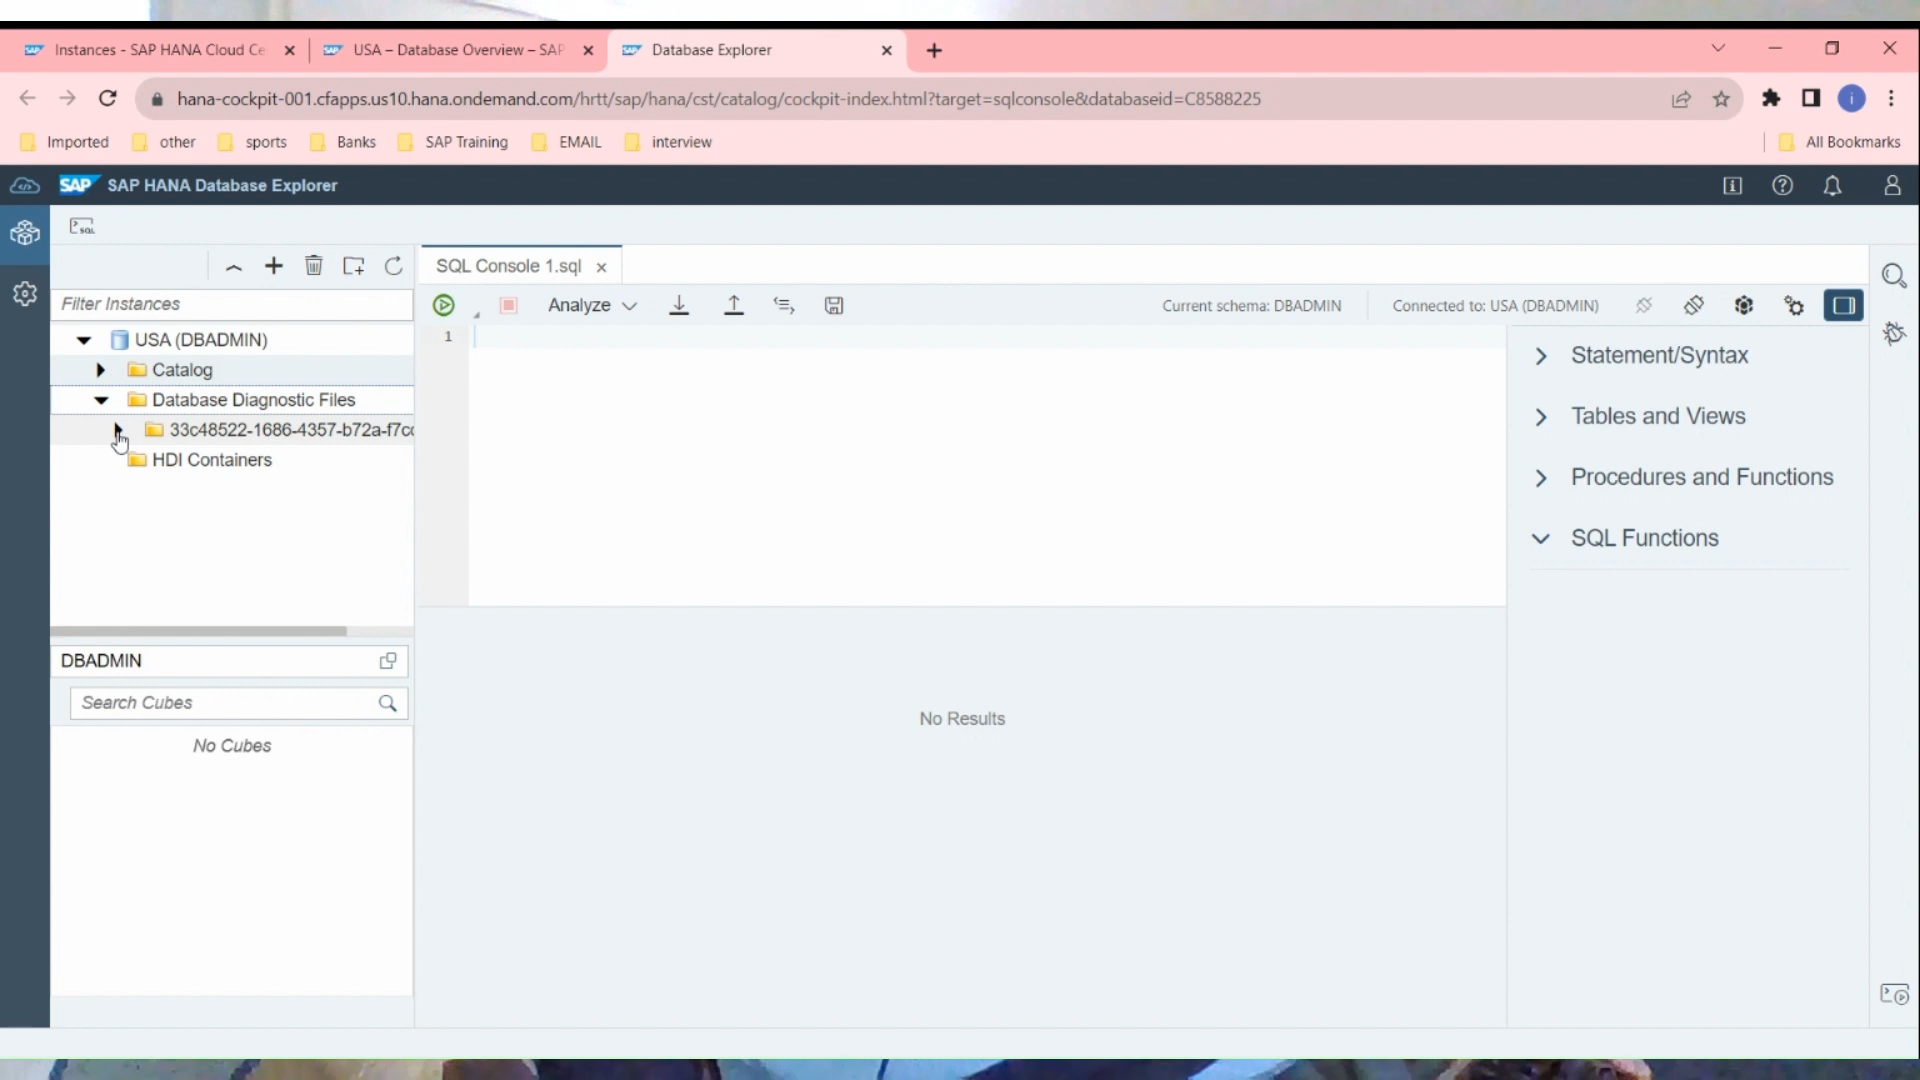 Instances - SAP HANA Cloud Ce
USA – Database Overview – SAP
Database Explorer
hana-cockpit-001.cfapps.us10.hana.ondemand.com/hrtt/sap/hana/cst/catalog/cockpit-index.html?target=sqlconsole&databaseid=C8588225
i
Imported
other
sports
Banks
SAP Training
EMAIL
interview
All Bookmarks
SAP SAP HANA Database Explorer
SQL
SQL Console 1.sql
Filter Instances
Analyze
Current schema: DBADMIN
Connected to: USA (DBADMIN)
1
USA (DBADMIN)
Catalog
Database Diagnostic Files
33c48522-1686-4357-b72a-f7cc
HDI Containers
Statement/Syntax
Tables and Views
Procedures and Functions
SQL Functions
DBADMIN
Search Cubes
No Cubes
No Results